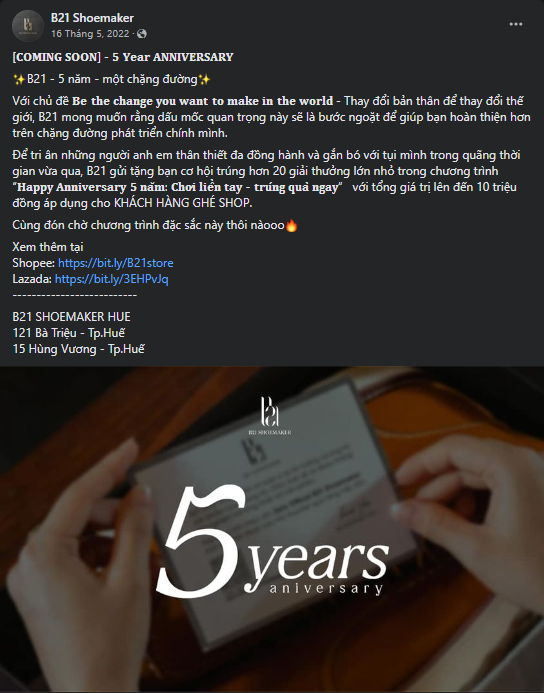 B21 Shoemaker
16 Tháng 5, 2022 ·
[COMING SOON] - 5 Year ANNIVERSARY
✨B21 - 5 năm - một chặng đường✨
Với chủ đề Be the change you want to make in the world - Thay đổi bản thân để thay đổi thế
giới, B21 mong muốn rằng dấu mốc quan trọng này sẽ là bước ngoặt để giúp bạn hoàn thiện hơn
trên chặng đường phát triển chính mình.
Để tri ân những người anh em thân thiết đa đồng hành và gắn bó với tụi mình trong quãng thời
gian vừa qua, B21 gửi tặng bạn cơ hội trúng hơn 20 giải thưởng lớn nhỏ trong chương trình
"Happy Anniversary 5 năm: Chơi liền tay - trúng quả ngay" với tổng giá trị lên đến 10 triệu
đồng áp dụng cho KHÁCH HÀNG GHÉ SHOP.
Cùng đón chờ chương trình đặc sắc này thôi nàooo🔥
Xem thêm tại
Shopee: https://bit.ly/B21store
Lazada: https://bit.ly/3EHPvJq
--------------------------
B21 SHOEMAKER HUE
121 Bà Triệu - Tp.Huế
15 Hùng Vương - Tp.Huế
B21
B21 SHOEMAKER
5 years
aniversary